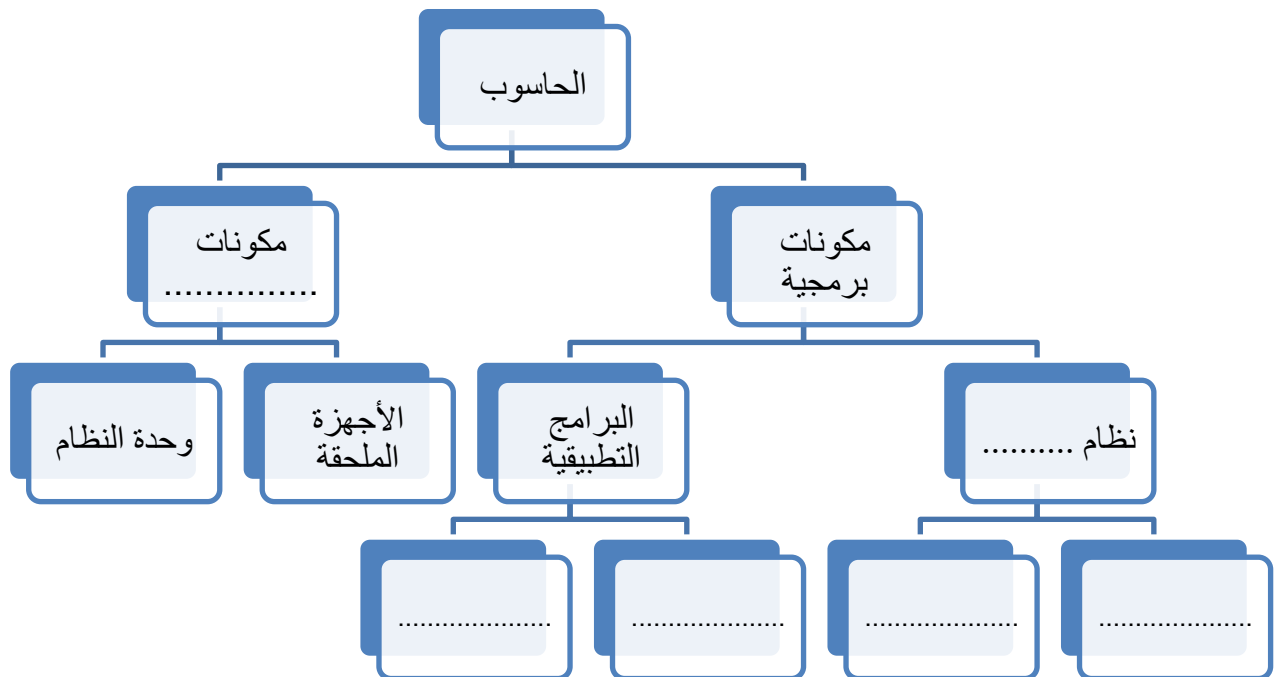 الحاسوب
مكونات
برمجية
مكونات
...............
نظام ..........
البرامج
التطبيقية
الأجهزة
الملحقة
وحدة النظام
.....................
.....................
.....................
.....................